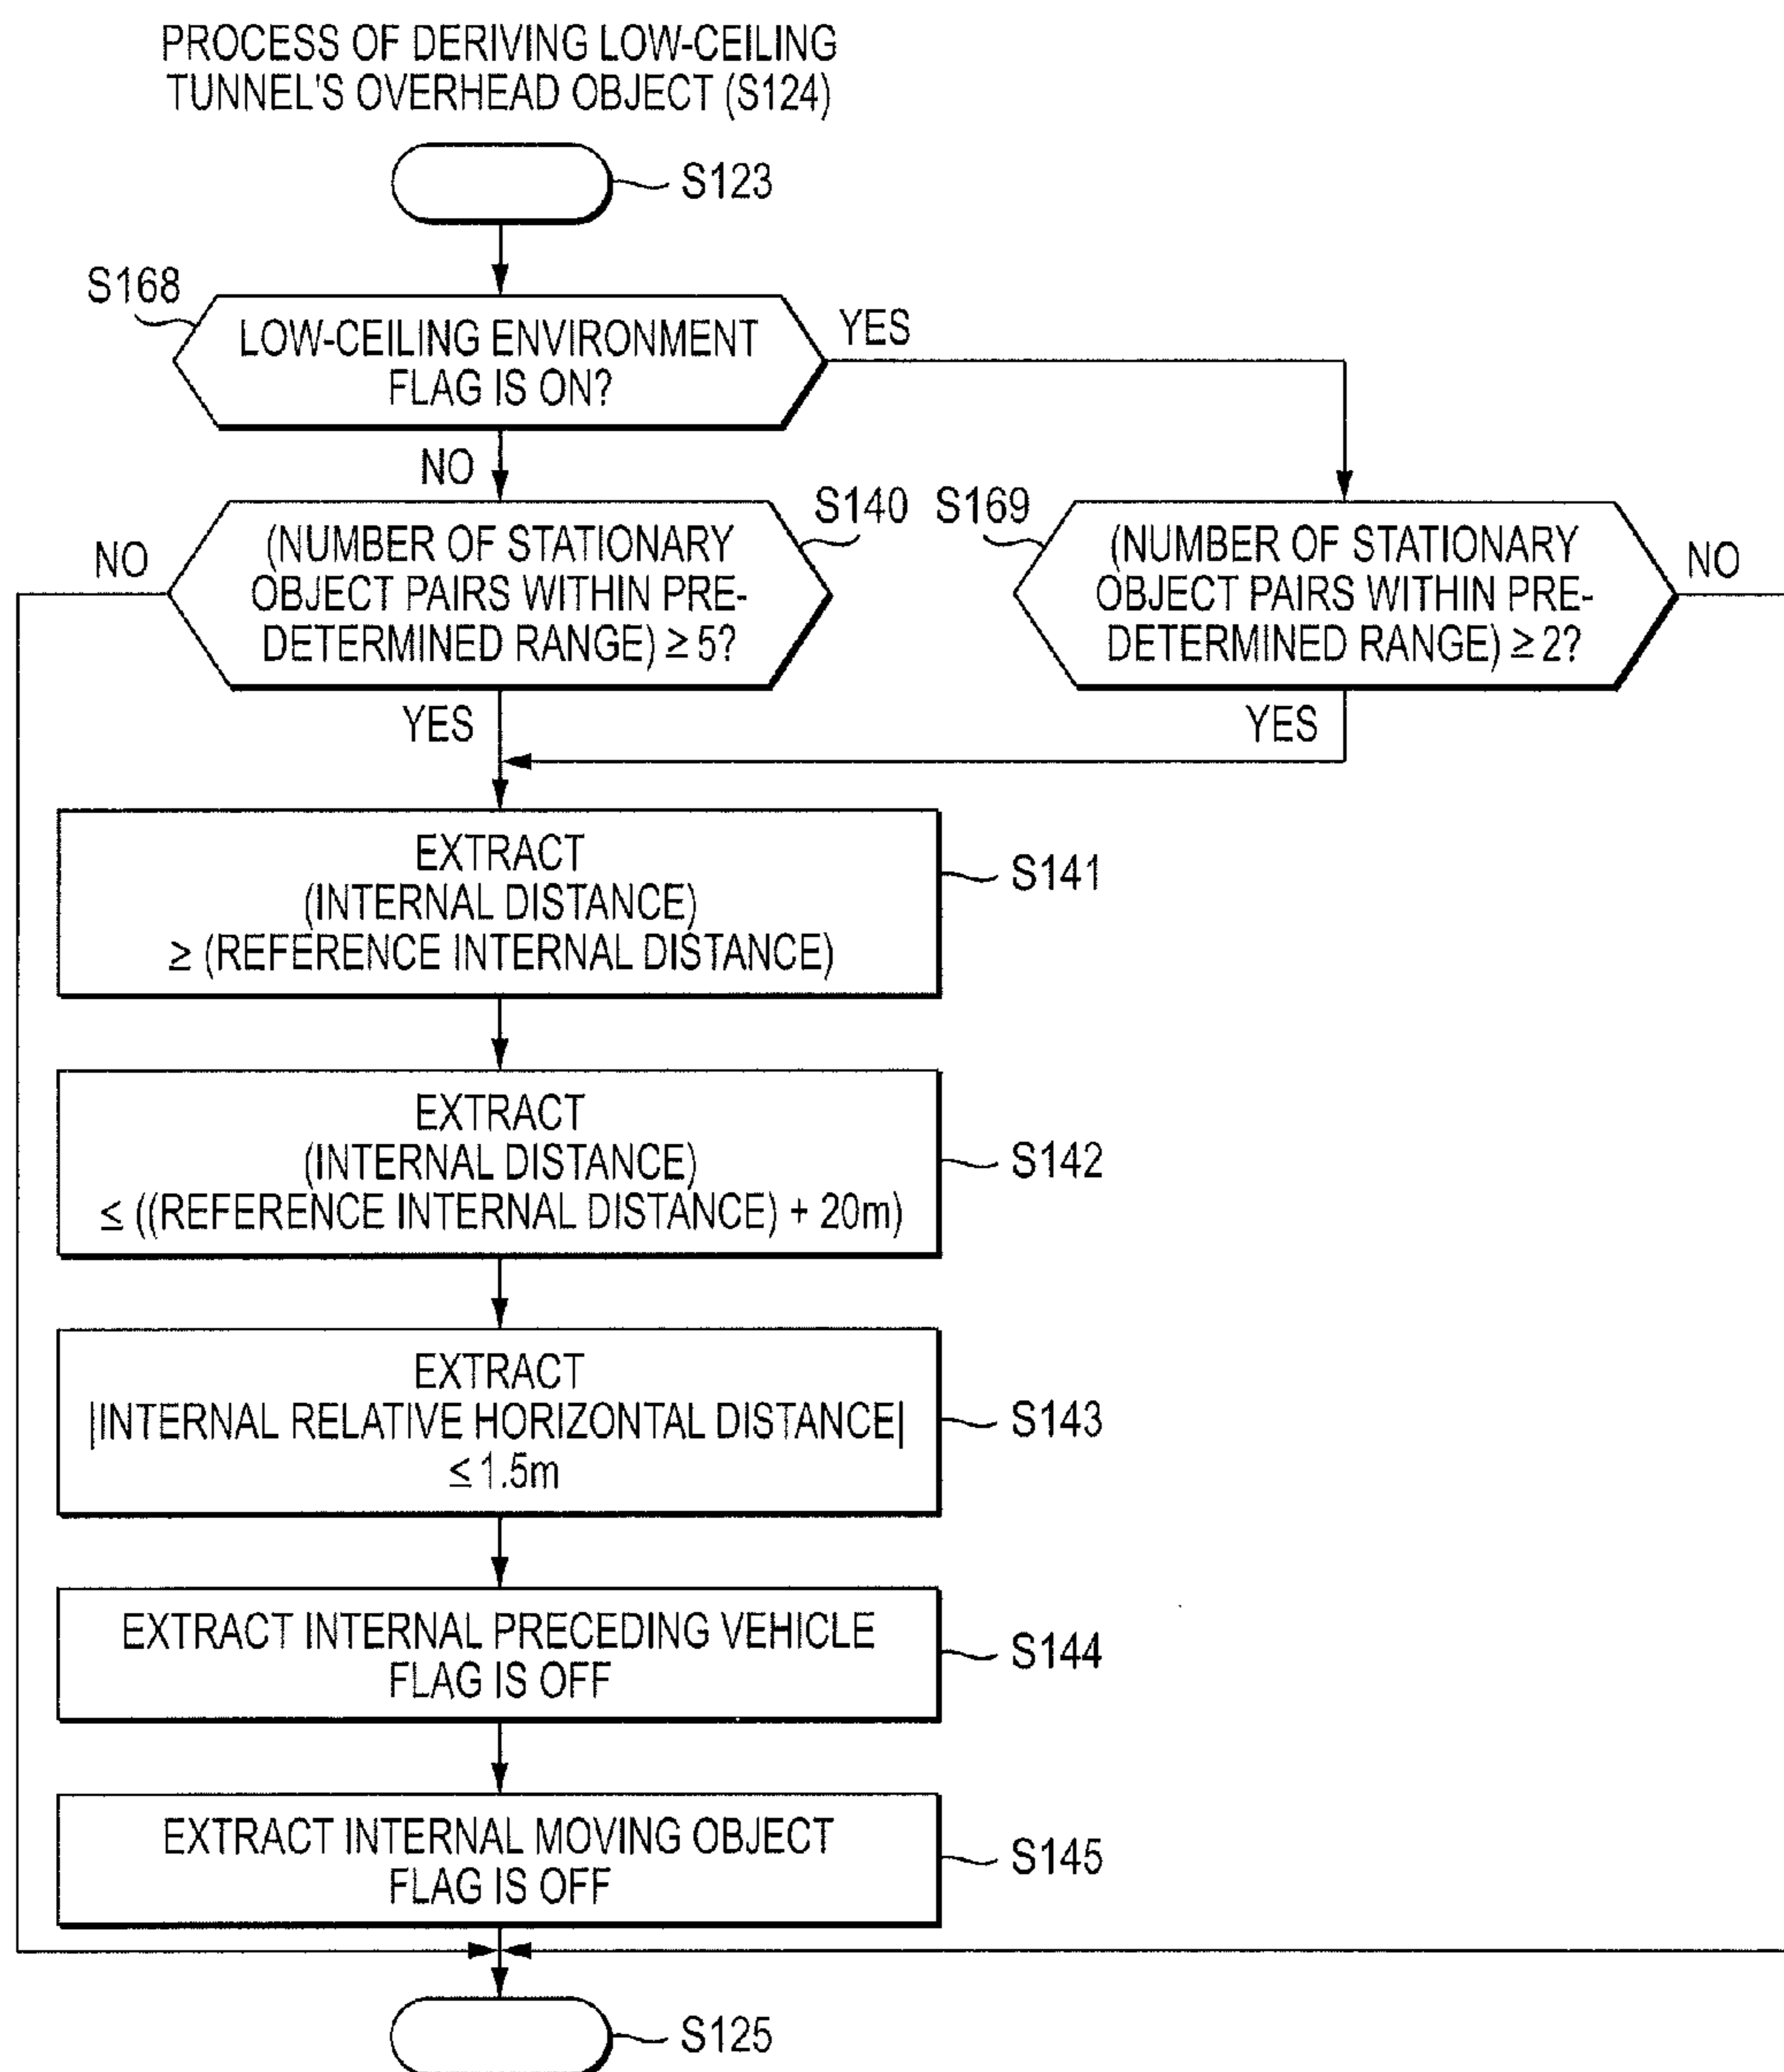 PROCESS OF DERIVING LOW-CEILING
TUNNEL'S OVERHEAD OBJECT (S124)
S123
S168
LOW-CEILING ENVIRONMENT
FLAG IS ON?
YES
NO
S140
(NUMBER OF STATIONARY
OBJECT PAIRS WITHIN PRE-
DETERMINED RANGE) ≥ 5?
NO
YES
S169
(NUMBER OF STATIONARY
OBJECT PAIRS WITHIN PRE-
DETERMINED RANGE) ≥ 2?
NO
YES
EXTRACT
(INTERNAL DISTANCE)
≥ (REFERENCE INTERNAL DISTANCE)
S141
EXTRACT
(INTERNAL DISTANCE)
≤ ((REFERENCE INTERNAL DISTANCE) + 20m)
S142
EXTRACT
|INTERNAL RELATIVE HORIZONTAL DISTANCE|
≤ 1.5m
S143
EXTRACT INTERNAL PRECEDING VEHICLE
FLAG IS OFF
S144
EXTRACT INTERNAL MOVING OBJECT
FLAG IS OFF
S145
S125